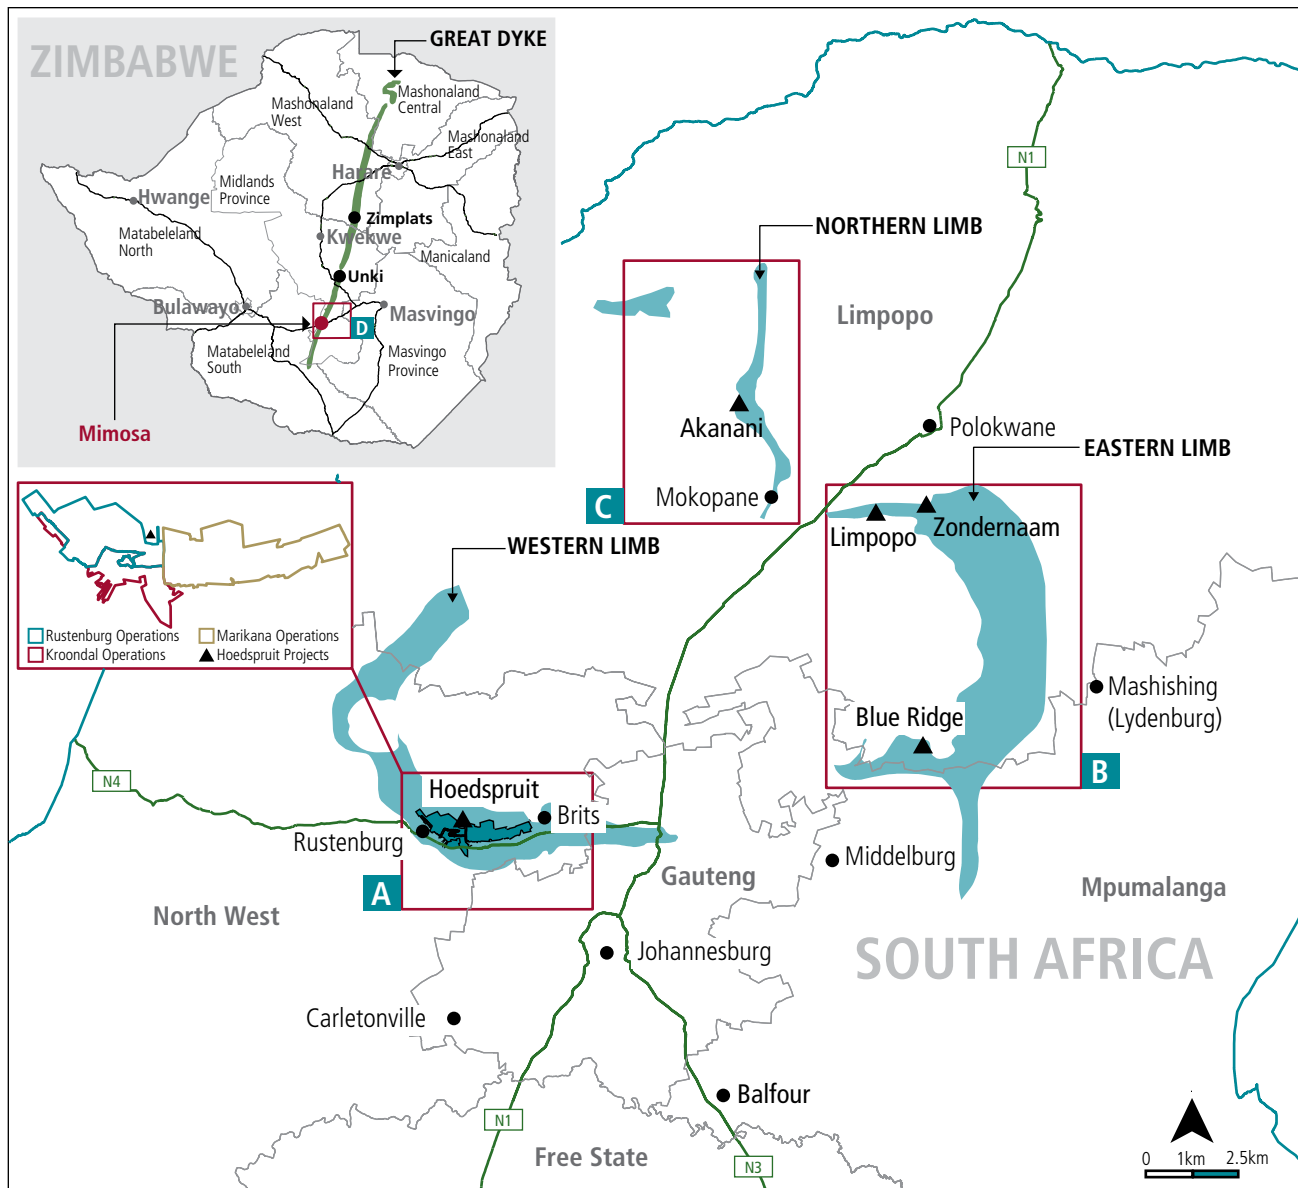 ZIMBABWE
GREAT DYKE
Mashonaland
Central
Mashonaland
West
Mashonaland
East
Harare
Midlands
Province
Hwange
Zimplats
Kwekwe
Matabeleland
North
Manicaland
Unki
Bulawayo
Masvingo
D
Matabeleland
South
Masvingo
Province
Mimosa
N1
NORTHERN LIMB
Limpopo
Akanani
Polokwane
Mokopane
C
EASTERN LIMB
Limpopo
Zondernaam
Rustenburg Operations
Marikana Operations
Kroondal Operations
Hoedspruit Projects
WESTERN LIMB
Mashishing
(Lydenburg)
Blue Ridge
B
N4
Hoedspruit
Brits
Rustenburg
A
Middelburg
Gauteng
Mpumalanga
North West
SOUTH AFRICA
Johannesburg
Carletonville
Balfour
N1
Free State
N3
0 1km 2.5km